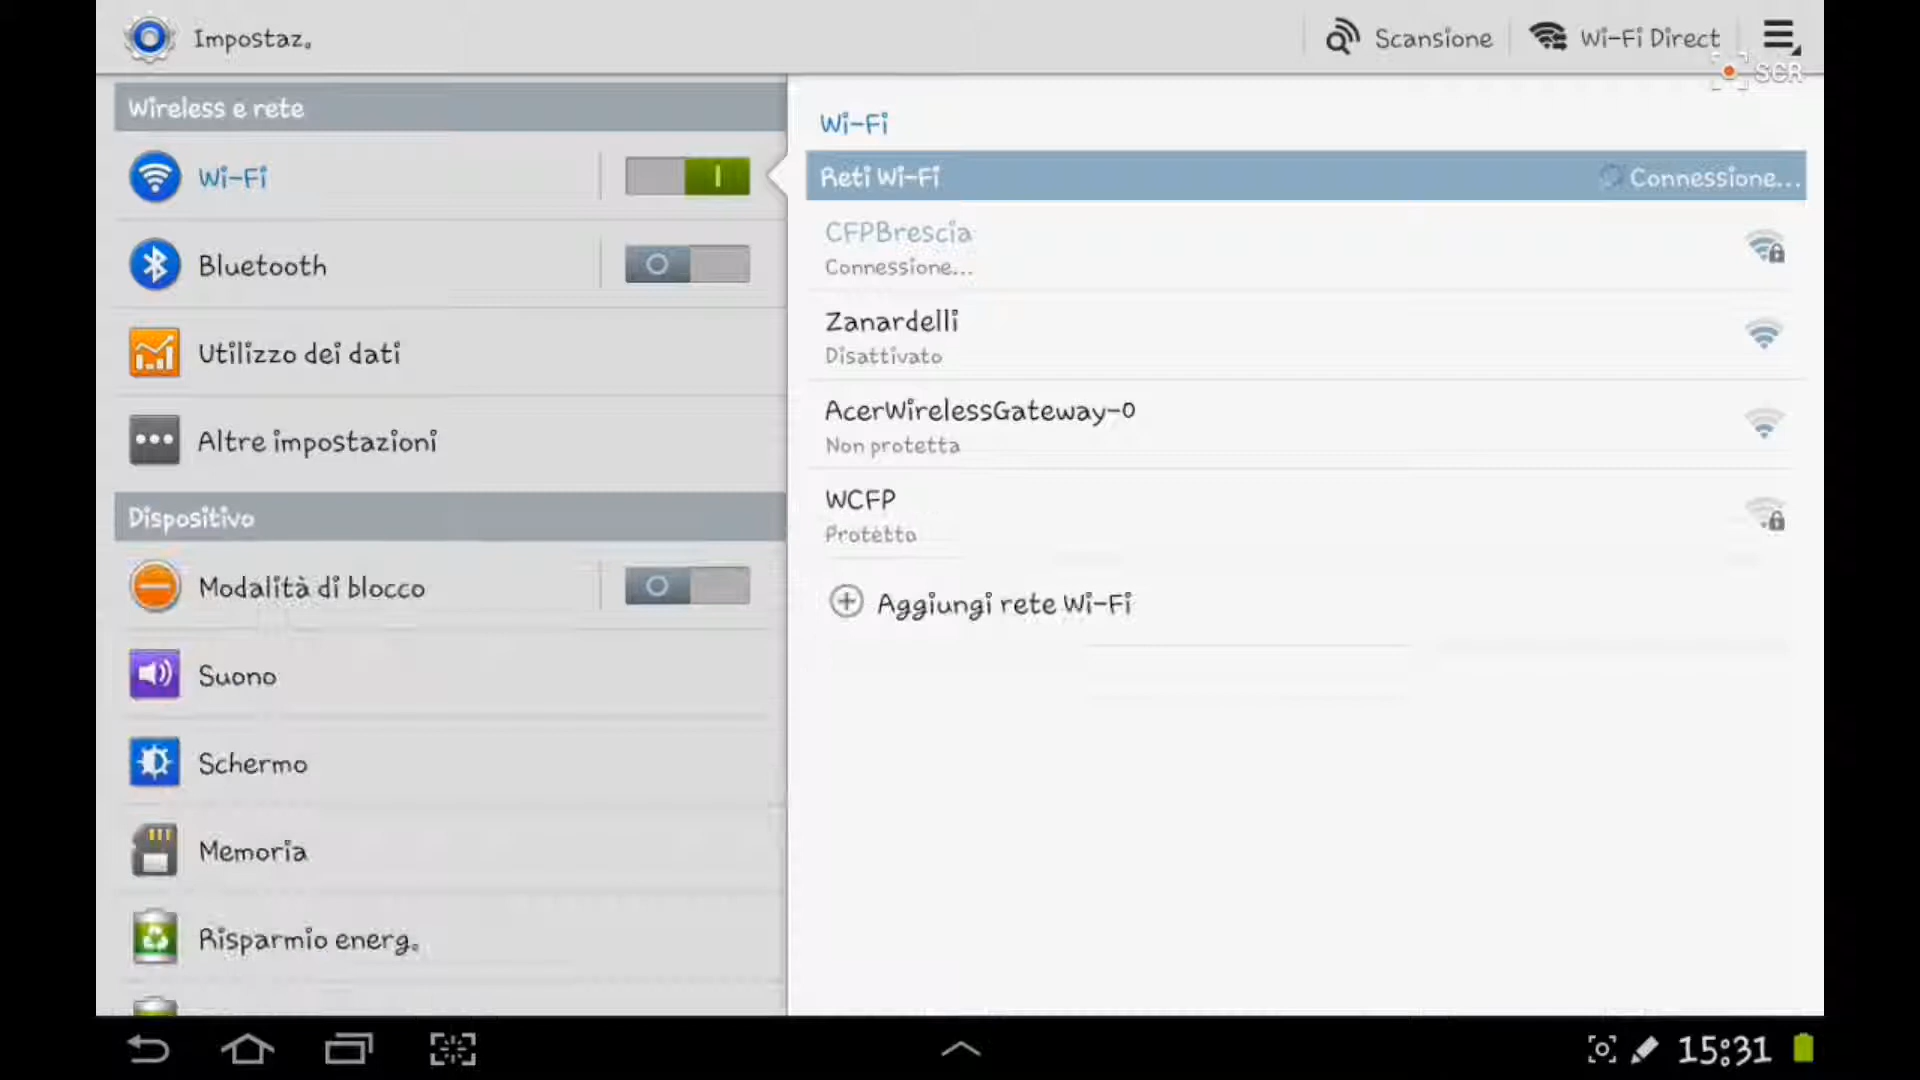 Impostaz.
Scansione
Wi-Fi Direct
SCR
Wireless e rete
Wi-Fi
Bluetooth
Utilizzo dei dati
Altre impostazioni
Dispositivo
Modalità di blocco
Suono
Schermo
Memoria
Risparmio energ.
Wi-Fi
Reti Wi-Fi
Connessione...
CFPBrescia
Connessione...
Zanardelli
Disattivato
AcerWirelessGateway-0
Non protetta
WCFP
Protetta
Aggiungi rete Wi-Fi
15:31